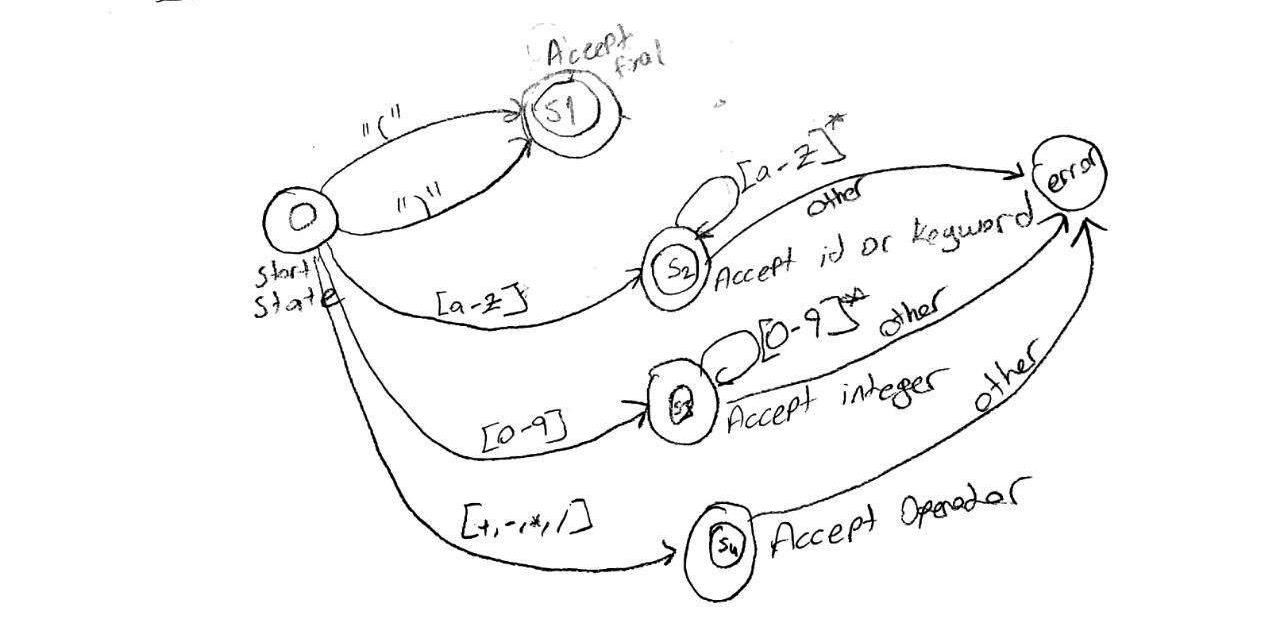 Accept
final
S1
"("
")"
0
Start
State
[a-z]*
other
error
S2
Accept id or keyword
[a-z]
[0-9]*
other
S3
Accept integer
other
[0-9]
[+,-,*,/]
S4
Accept Operator